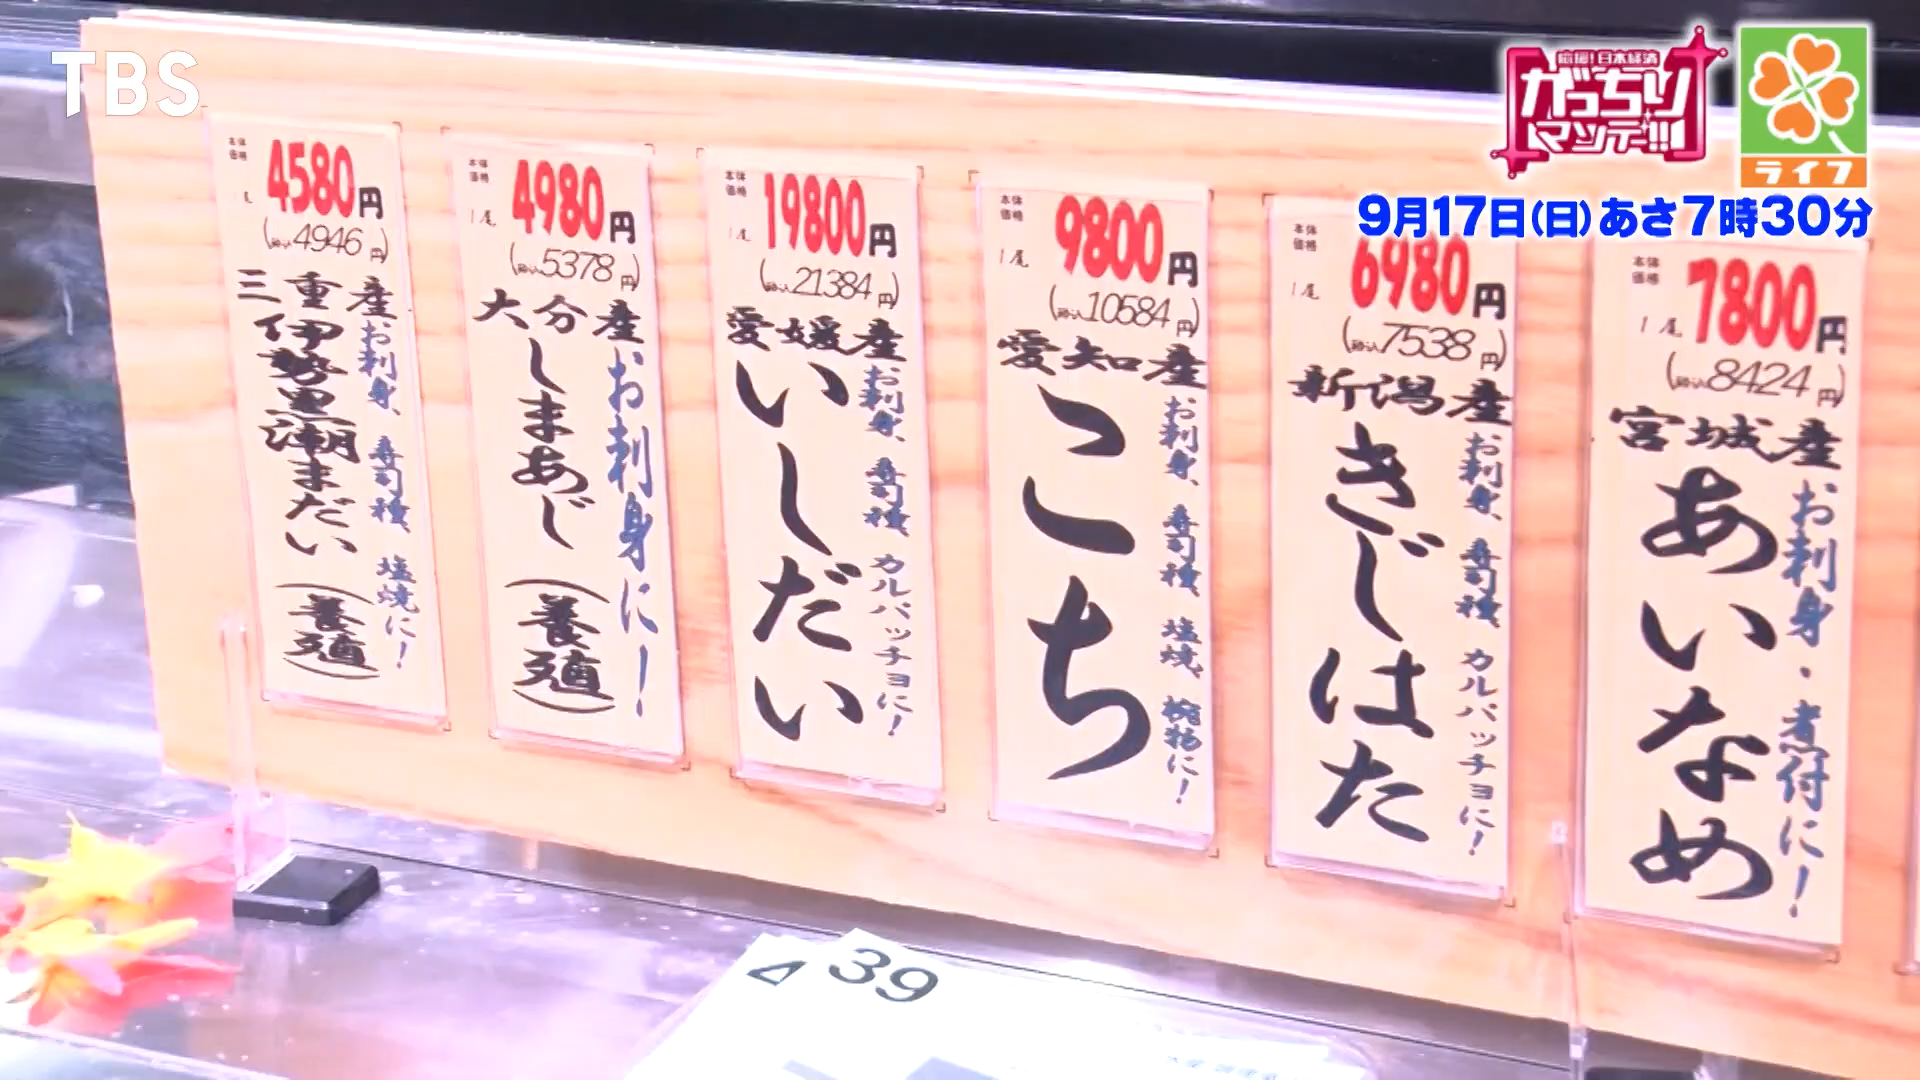 TBS
応援!日本経済
がっちり
マンデー!!
ライフ
9月17日(日)あさ7時30分
本体
価格
1尾
4580円
(税込4946円)
三重産
伊勢黒潮まだい
(養殖)
お刺身、寿司種、塩焼に!
本体
価格
1尾
4980円
(税込5378円)
大分産
しまあじ
(養殖)
お刺身に!
本体
価格
1尾
19800円
(税込21384円)
愛媛産
いしだい
お刺身、寿司種、カルパッチョに!
本体
価格
1尾
9800円
(税込10584円)
愛知産
こち
お刺身、寿司種、塩焼、椀物に!
本体
価格
1尾
6980円
(税込7538円)
新潟産
きじはた
お刺身、寿司種、カルパッチョに!
本体
価格
1尾
7800円
(税込8424円)
宮城産
あいなめ
お刺身・煮付に!
39